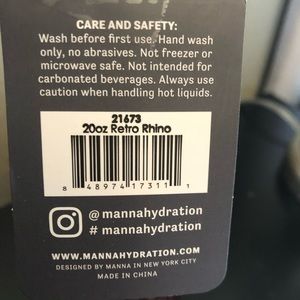 CARE AND SAFETY:
Wash before first use. Hand wash
only, no abrasives. Not freezer or
microwave safe. Not intended for
carbonated beverages. Always use
caution when handling hot liquids.
21673
20oz Retro Rhino
8 48974 17311 1
@mannahydration
# mannahydration
WWW.MANNAHYDRATION.COM
DESIGNED BY MANNA IN NEW YORK CITY
MADE IN CHINA